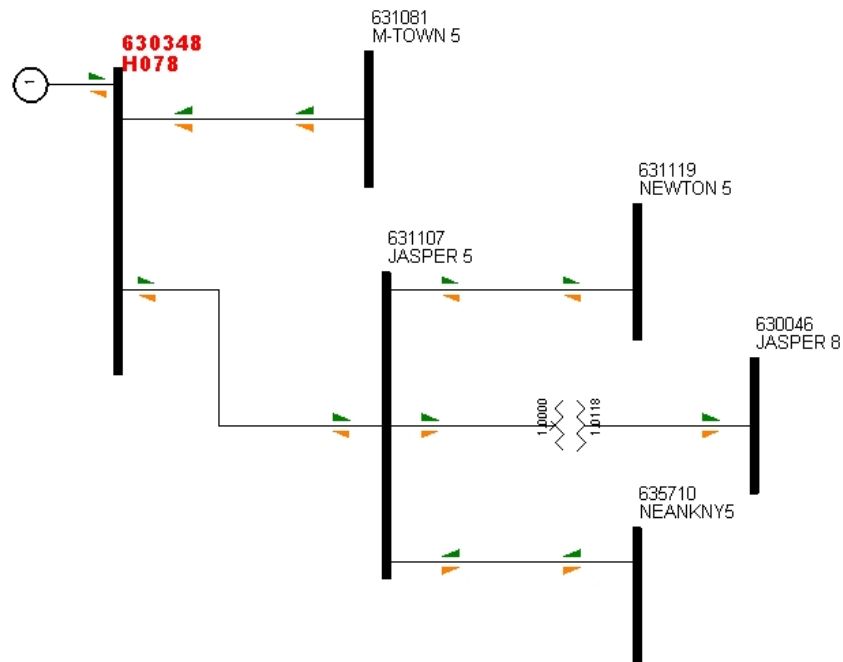 630348
H078
1
631081
M-TOWN 5
631119
NEWTON 5
631107
JASPER 5
630046
JASPER 8
1.0000
1.0118
635710
NEANKNY5